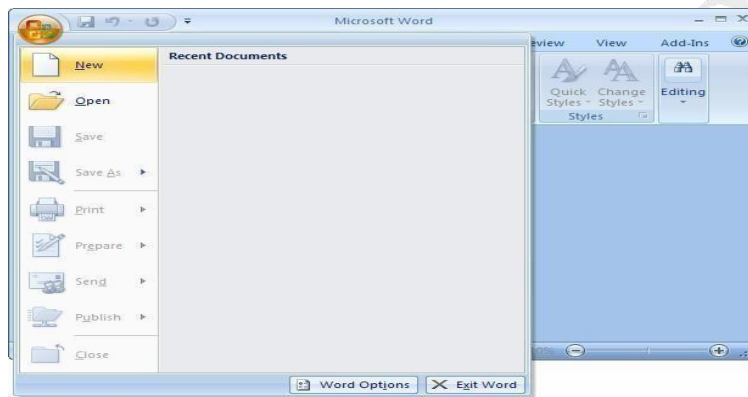 Microsoft Word
View
Add-Ins
New
Recent Documents
Open
Save
Save As
Print
Prepare
Send
Publish
Close
Quick Styles
Change Styles
Editing
Styles
Word Options
Exit Word